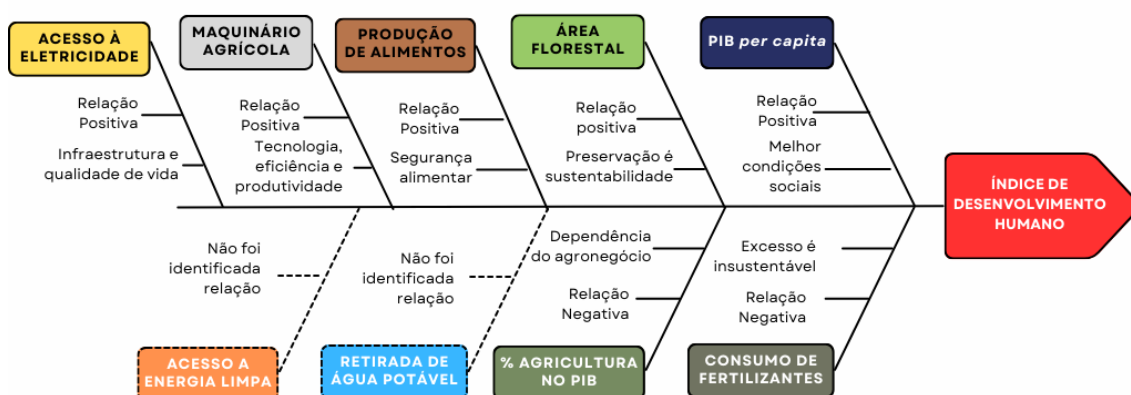 ACESSO À
ELETRICIDADE
Relação
Positiva
Infraestrutura e
qualidade de vida
MAQUINÁRIO
AGRÍCOLA
Relação
Positiva
Tecnologia,
eficiência e
produtividade
PRODUÇÃO
DE ALIMENTOS
Relação
Positiva
Segurança
alimentar
ÁREA
FLORESTAL
Relação
positiva
Preservação é
sustentabilidade
PIB per capita
Relação
Positiva
Melhor
condições
sociais
ÍNDICE DE
DESENVOLVIMENTO
HUMANO
Não foi
identificada
relação
ACESSO A
ENERGIA LIMPA
Não foi
identificada
relação
RETIRADA DE
ÁGUA POTÁVEL
Dependência
do agronegócio
Relação
Negativa
% AGRICULTURA
NO PIB
Excesso é
insustentável
Relação
Negativa
CONSUMO DE
FERTILIZANTES